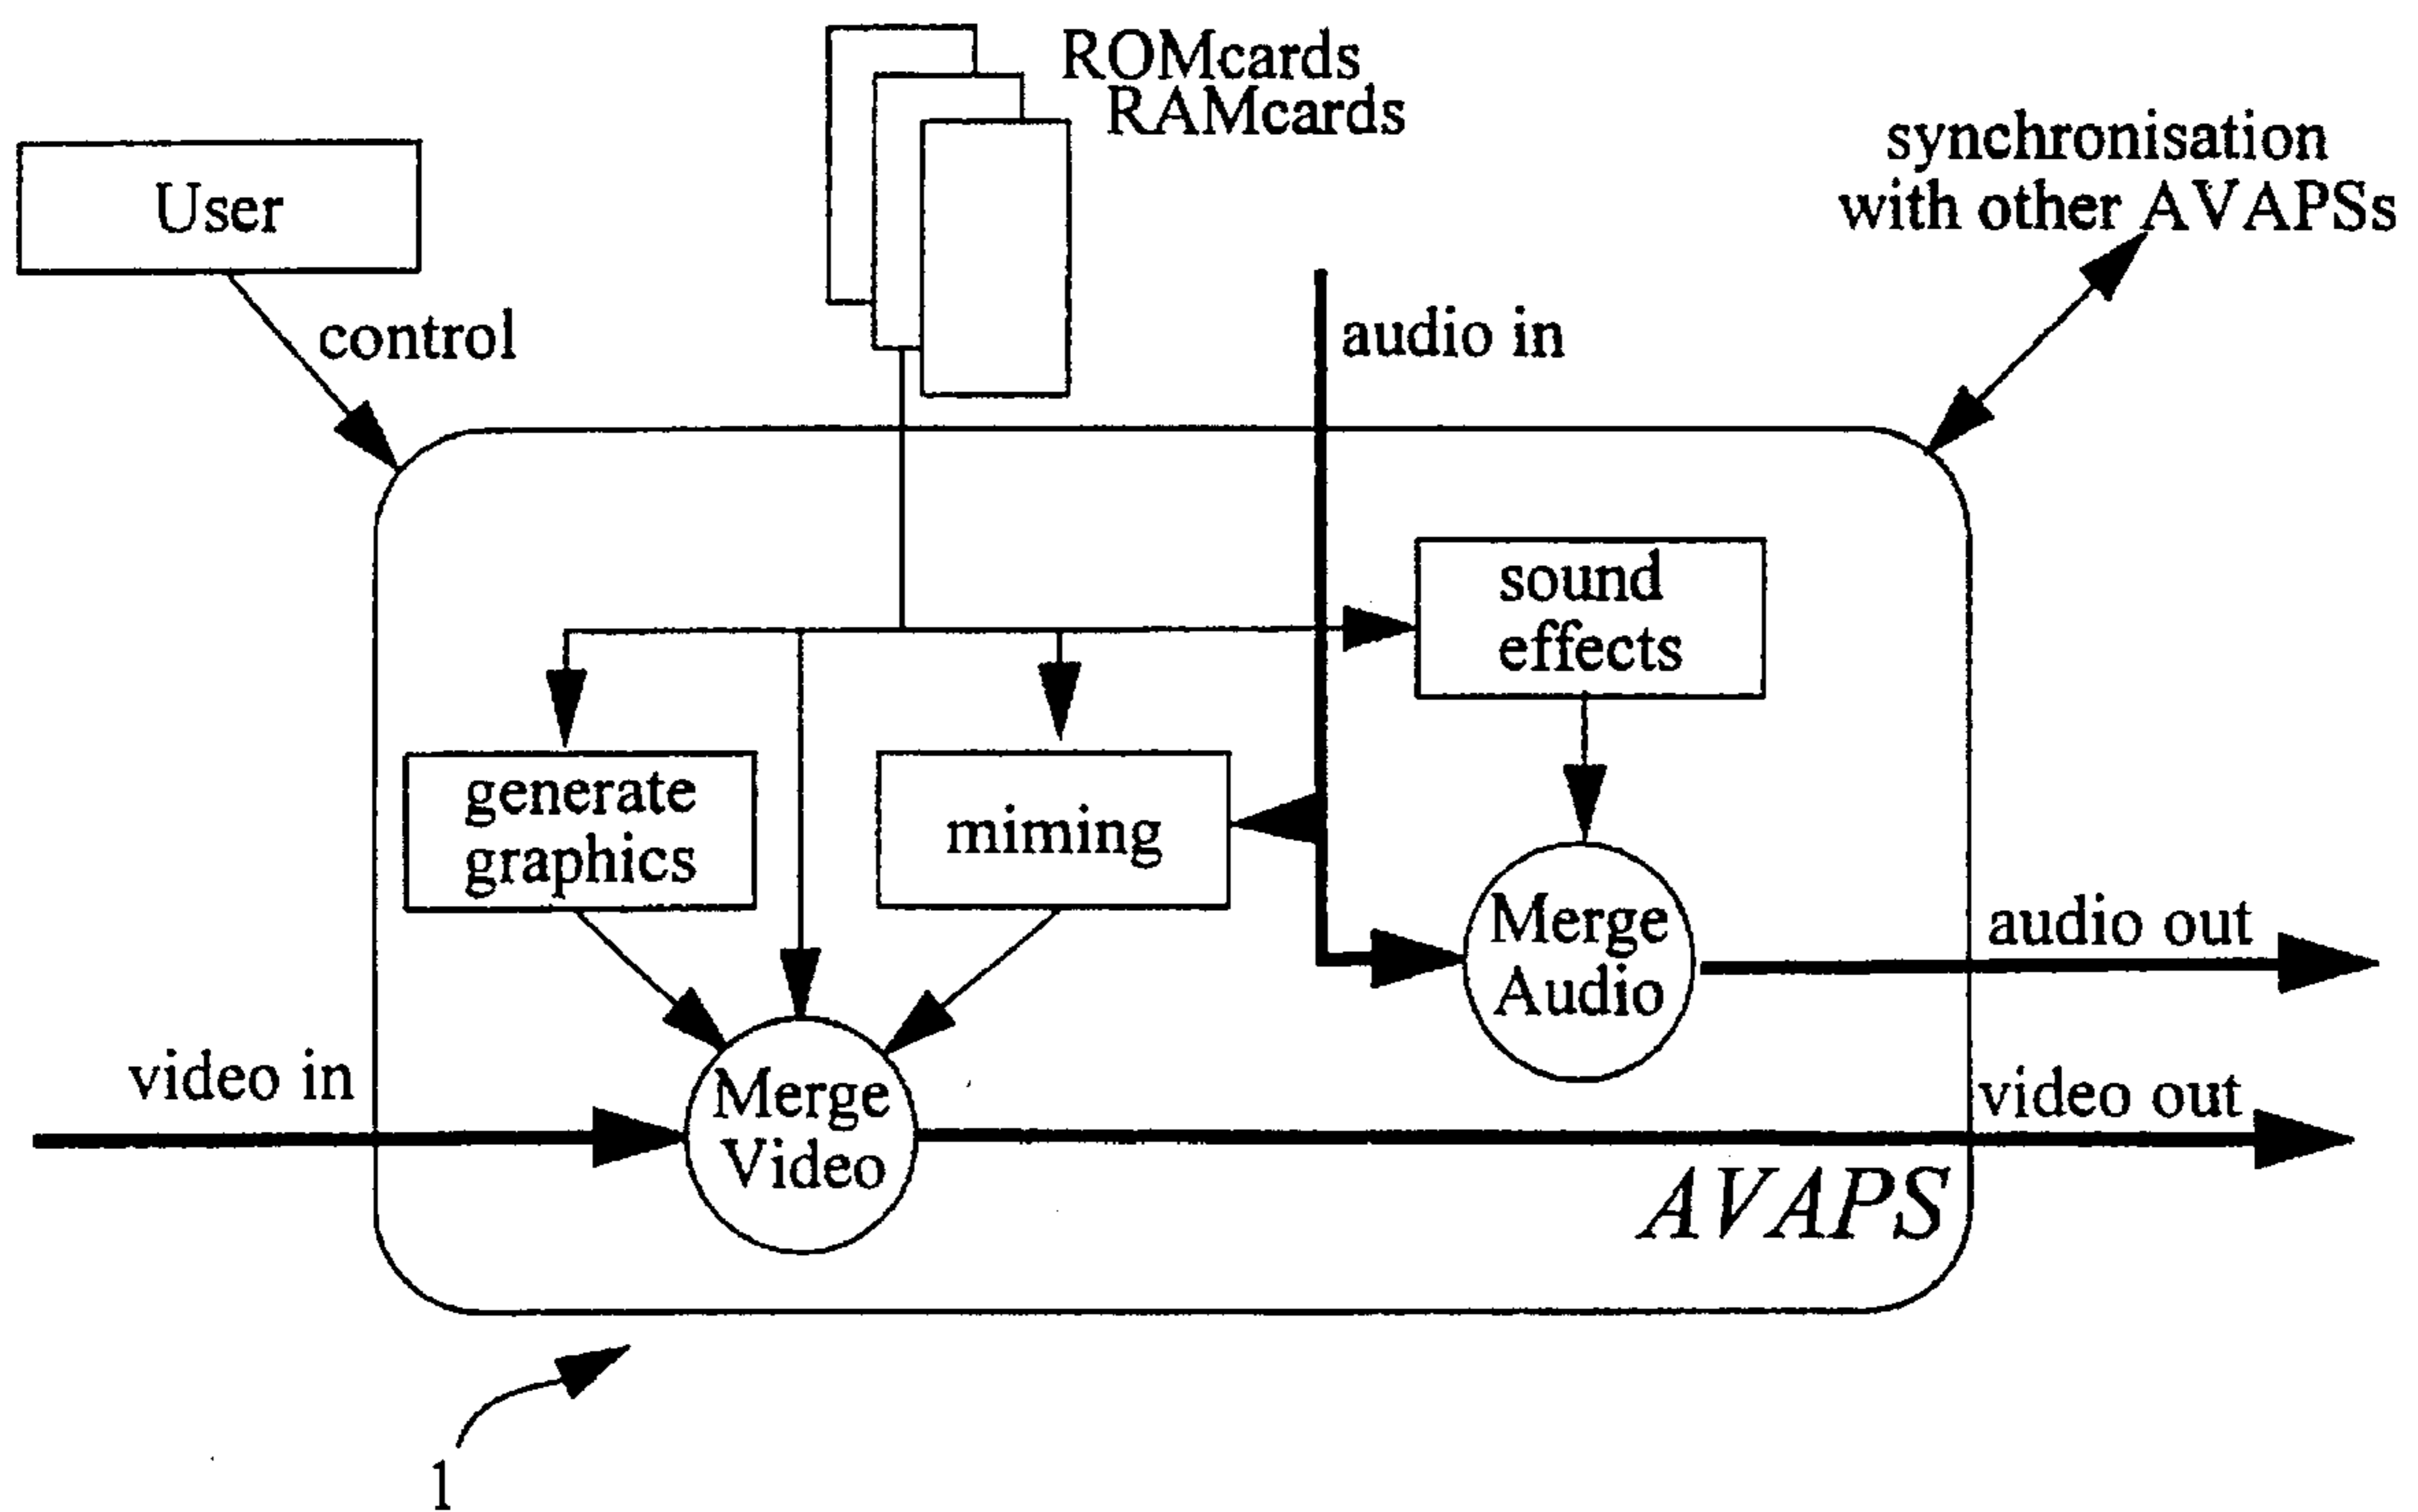 ROMcards
RAMcards
synchronisation
with other AVAPSs
User
control
audio in
sound
effects
generate
graphics
miming
Merge
Audio
audio out
video in
Merge
Video
video out
AVAPS
1